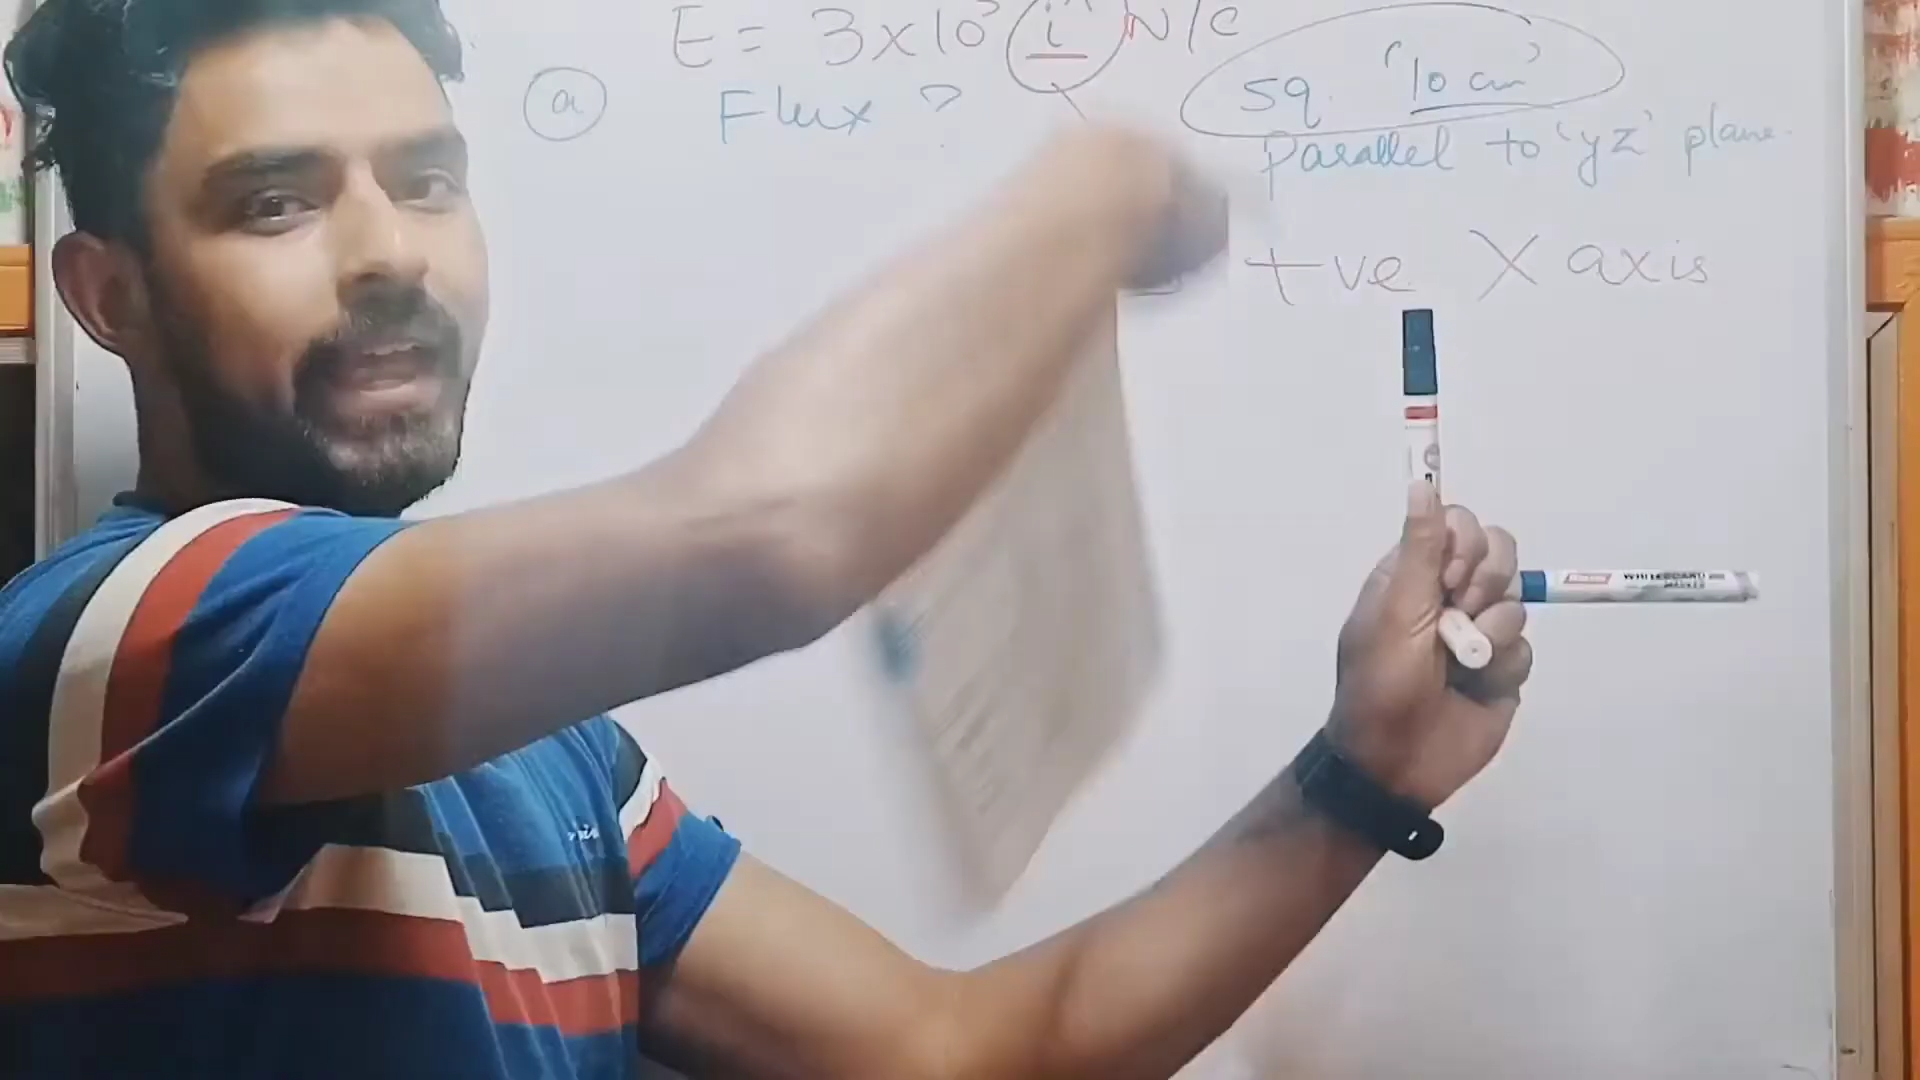 E = 3x10³ î N/C
ⓐ Flux ? sq. '10 cm'
Parallel to 'yz' plane.
+ve X axis
WHITEBOARD
MARKER